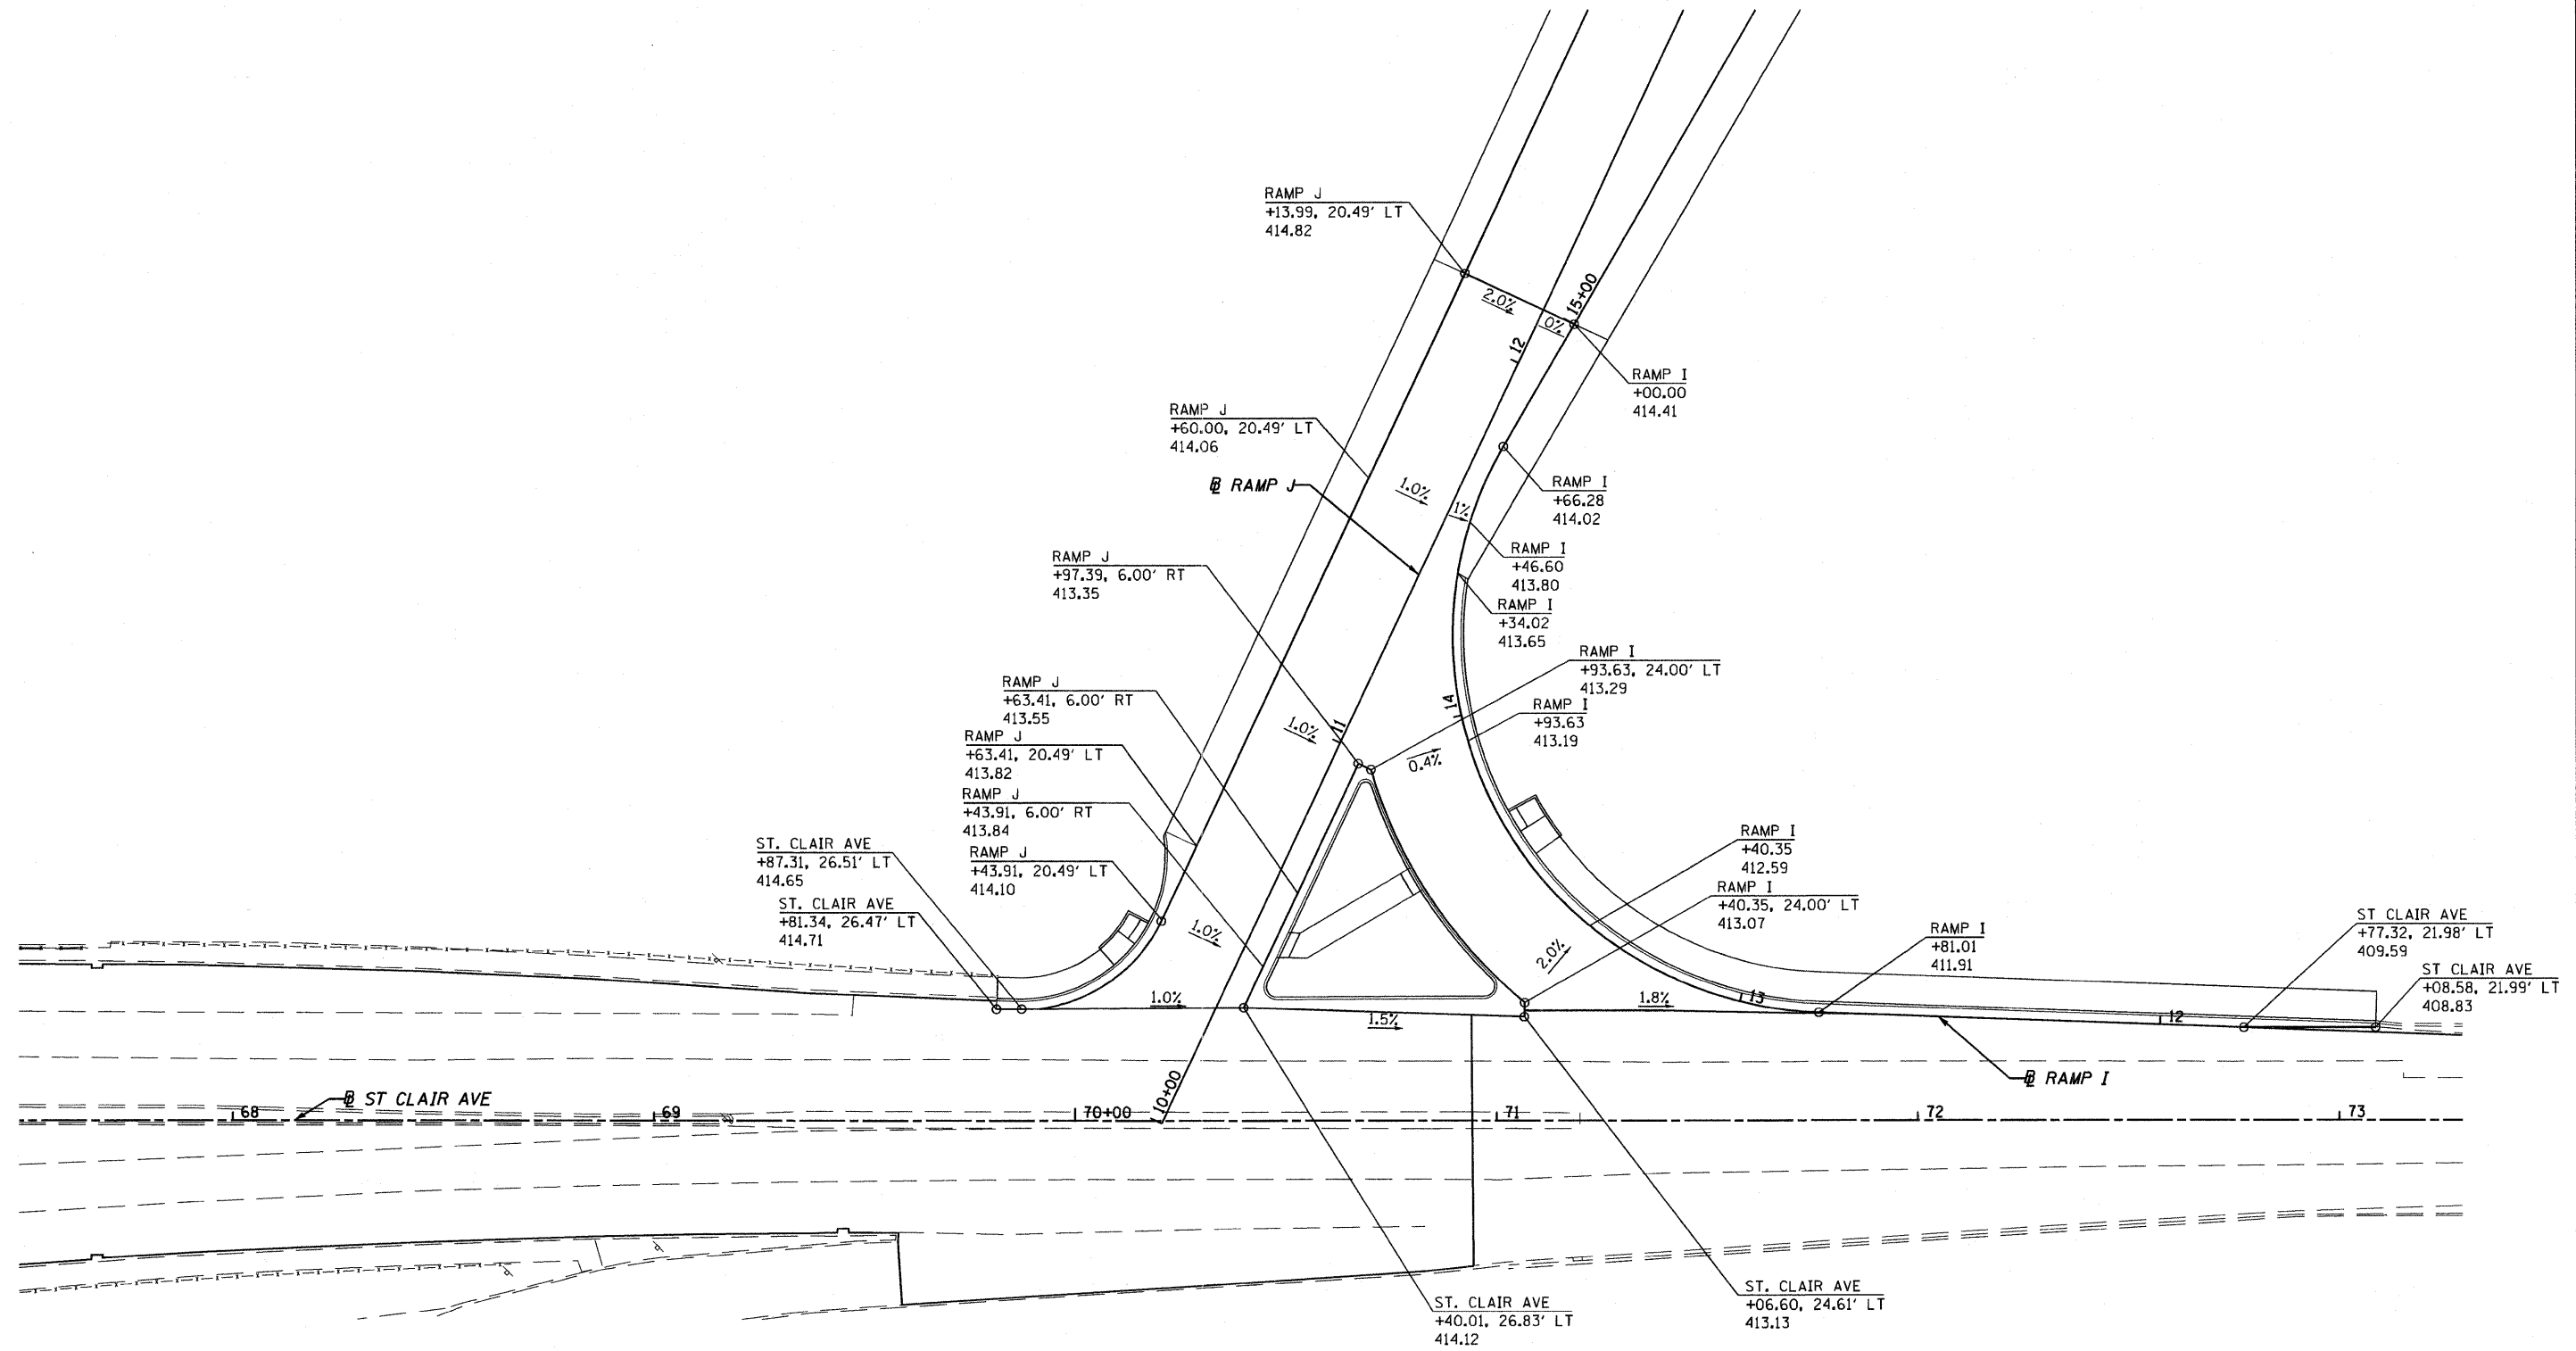 RAMP J
+13.99, 20.49' LT
414.82
2.0%
0%
15+00
12
RAMP I
+00.00
414.41
RAMP J
+60.00, 20.49' LT
414.06
℄ RAMP J
1.0%
1%
RAMP I
+66.28
414.02
RAMP I
+46.60
413.80
RAMP J
+97.39, 6.00' RT
413.35
RAMP I
+34.02
413.65
RAMP I
+93.63, 24.00' LT
413.29
RAMP J
+63.41, 6.00' RT
413.55
14
RAMP I
+93.63
413.19
11
1.0%
0.4%
RAMP J
+63.41, 20.49' LT
413.82
RAMP J
+43.91, 6.00' RT
413.84
ST. CLAIR AVE
+87.31, 26.51' LT
414.65
RAMP J
+43.91, 20.49' LT
414.10
RAMP I
+40.35
412.59
RAMP I
+40.35, 24.00' LT
413.07
ST. CLAIR AVE
+81.34, 26.47' LT
414.71
1.0%
2.0%
RAMP I
+81.01
411.91
ST CLAIR AVE
+77.32, 21.98' LT
409.59
ST CLAIR AVE
+08.58, 21.99' LT
408.83
1.0%
1.5%
1.8%
13
12
℄ RAMP I
℄ ST CLAIR AVE
10+00
68
69
70+00
71
72
73
ST. CLAIR AVE
+40.01, 26.83' LT
414.12
ST. CLAIR AVE
+06.60, 24.61' LT
413.13